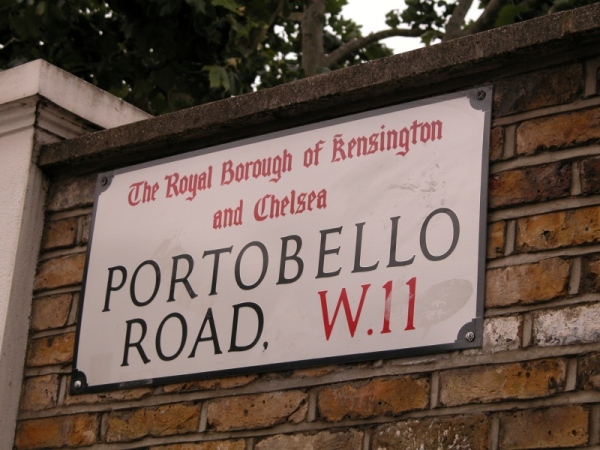 The Royal Borough of Kensington
and Chelsea
PORTOBELLO
ROAD, W.11